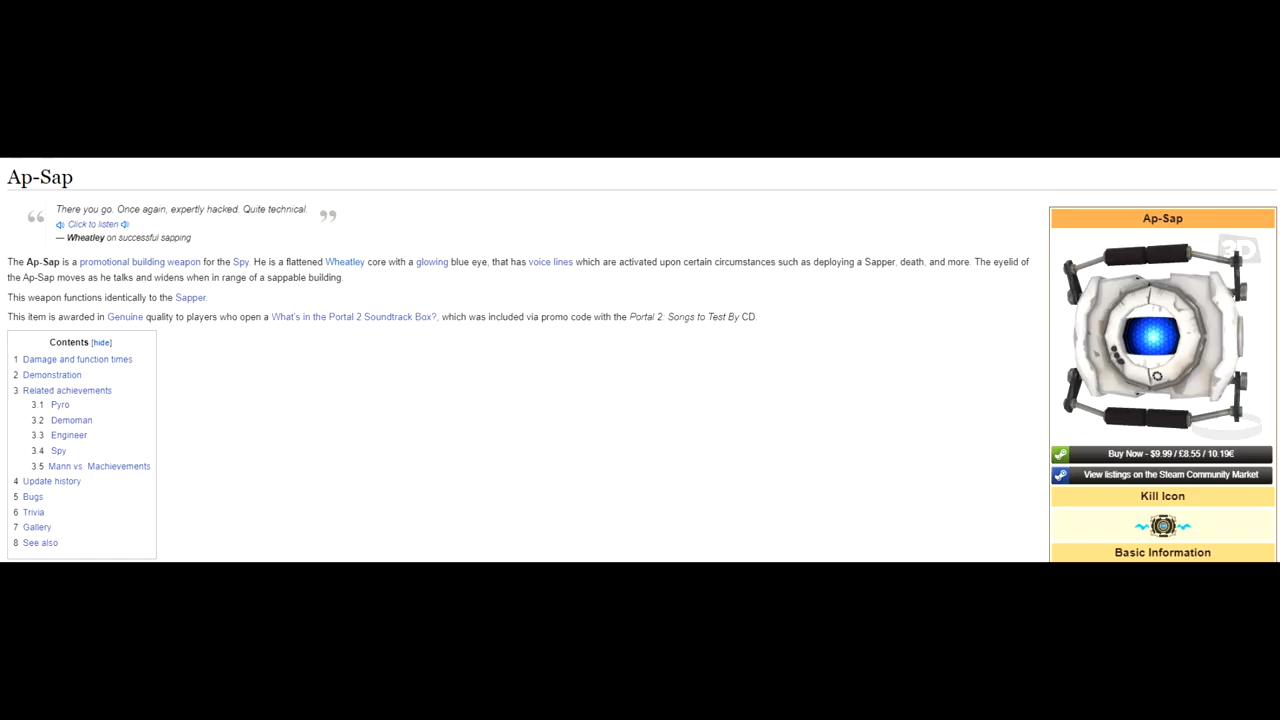 Ap-Sap
“ There you go. Once again, expertly hacked. Quite technical. ”
Click to listen
— Wheatley on successful sapping
The Ap-Sap is a promotional building weapon for the Spy. He is a flattened Wheatley core with a glowing blue eye, that has voice lines which are activated upon certain circumstances such as deploying a Sapper, death, and more. The eyelid of
the Ap-Sap moves as he talks and widens when in range of a sappable building.
This weapon functions identically to the Sapper.
This item is awarded in Genuine quality to players who open a What's in the Portal 2 Soundtrack Box?, which was included via promo code with the Portal 2: Songs to Test By CD.
Contents [hide]
1 Damage and function times
2 Demonstration
3 Related achievements
3.1 Pyro
3.2 Demoman
3.3 Engineer
3.4 Spy
3.5 Mann vs. Machievements
4 Update history
5 Bugs
6 Trivia
7 Gallery
8 See also
Ap-Sap
3D
Buy Now - $9.99 / £8.55 / 10.19€
View listings on the Steam Community Market
Kill Icon
Basic Information